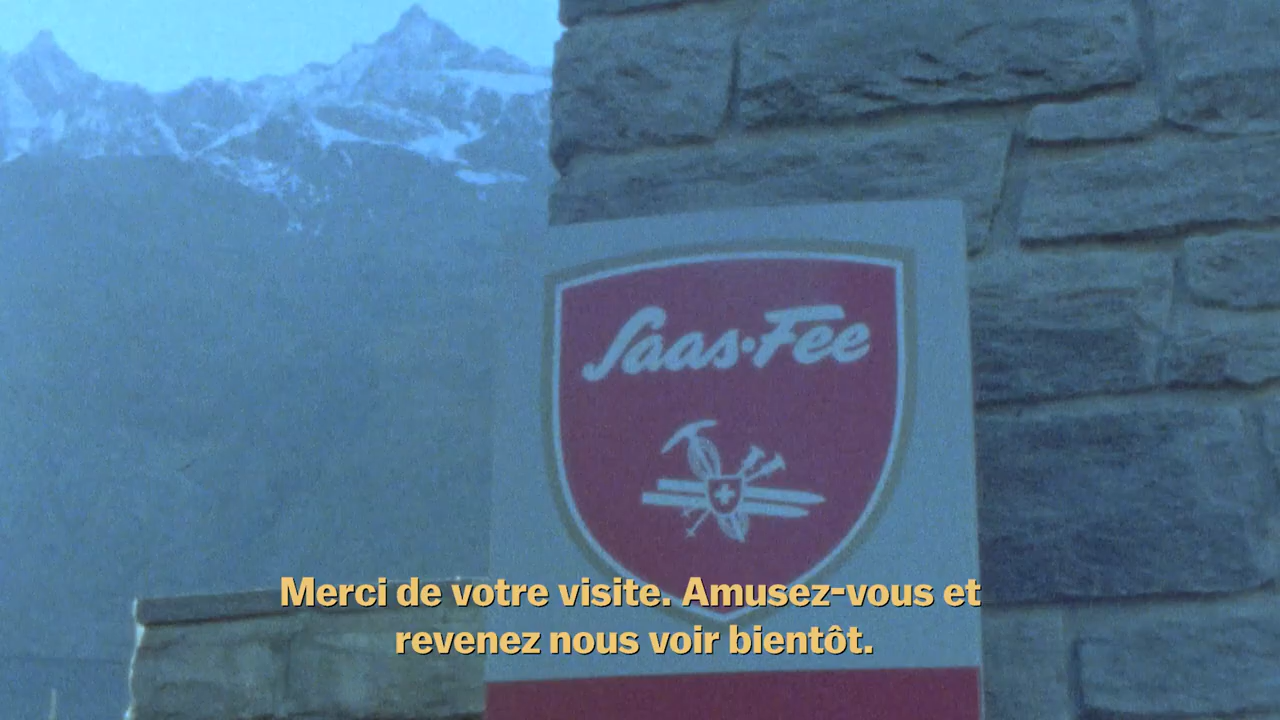 Saas·Fee
Merci de votre visite. Amusez-vous et
revenez nous voir bientôt.